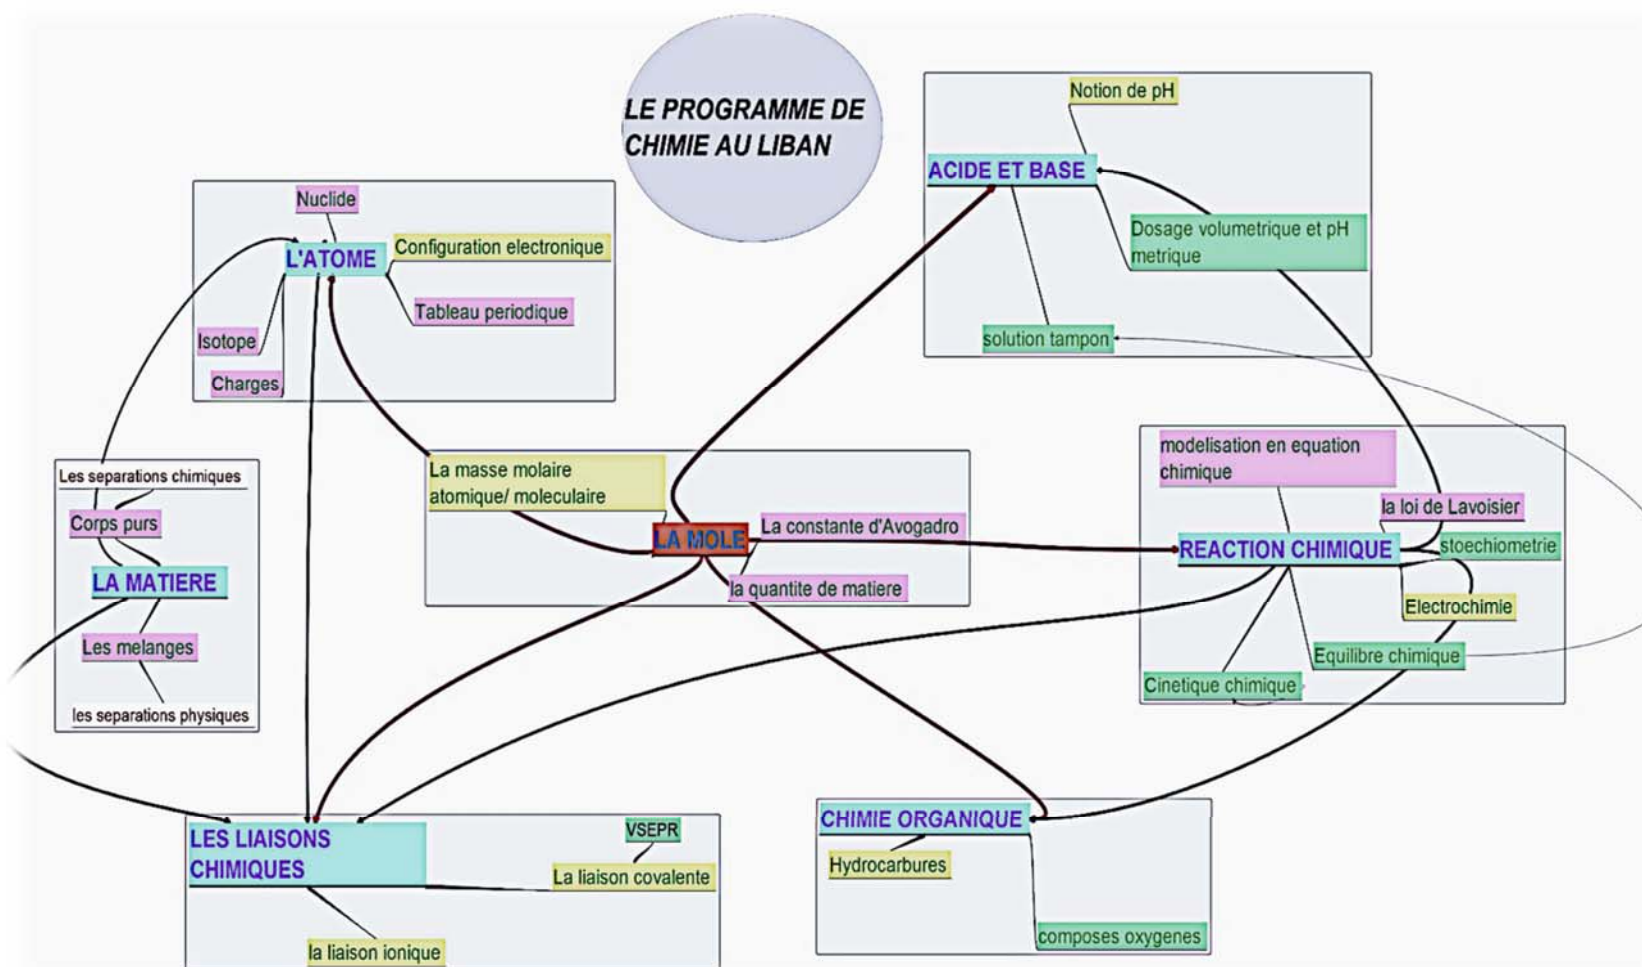 LE PROGRAMME DE
CHIMIE AU LIBAN
Notion de pH
ACIDE ET BASE
Dosage volumetrique et pH
metrique
solution tampon
Nuclide
L'ATOME
Configuration electronique
Tableau periodique
Isotope
Charges
Les separations chimiques
Corps purs
LA MATIERE
Les melanges
les separations physiques
La masse molaire
atomique/ moleculaire
LA MOLE
La constante d'Avogadro
la quantite de matiere
modelisation en equation
chimique
la loi de Lavoisier
REACTION CHIMIQUE
stoechiometrie
Electrochimie
Equilibre chimique
Cinetique chimique
LES LIAISONS
CHIMIQUES
VSEPR
La liaison covalente
la liaison ionique
CHIMIE ORGANIQUE
Hydrocarbures
composes oxygenes